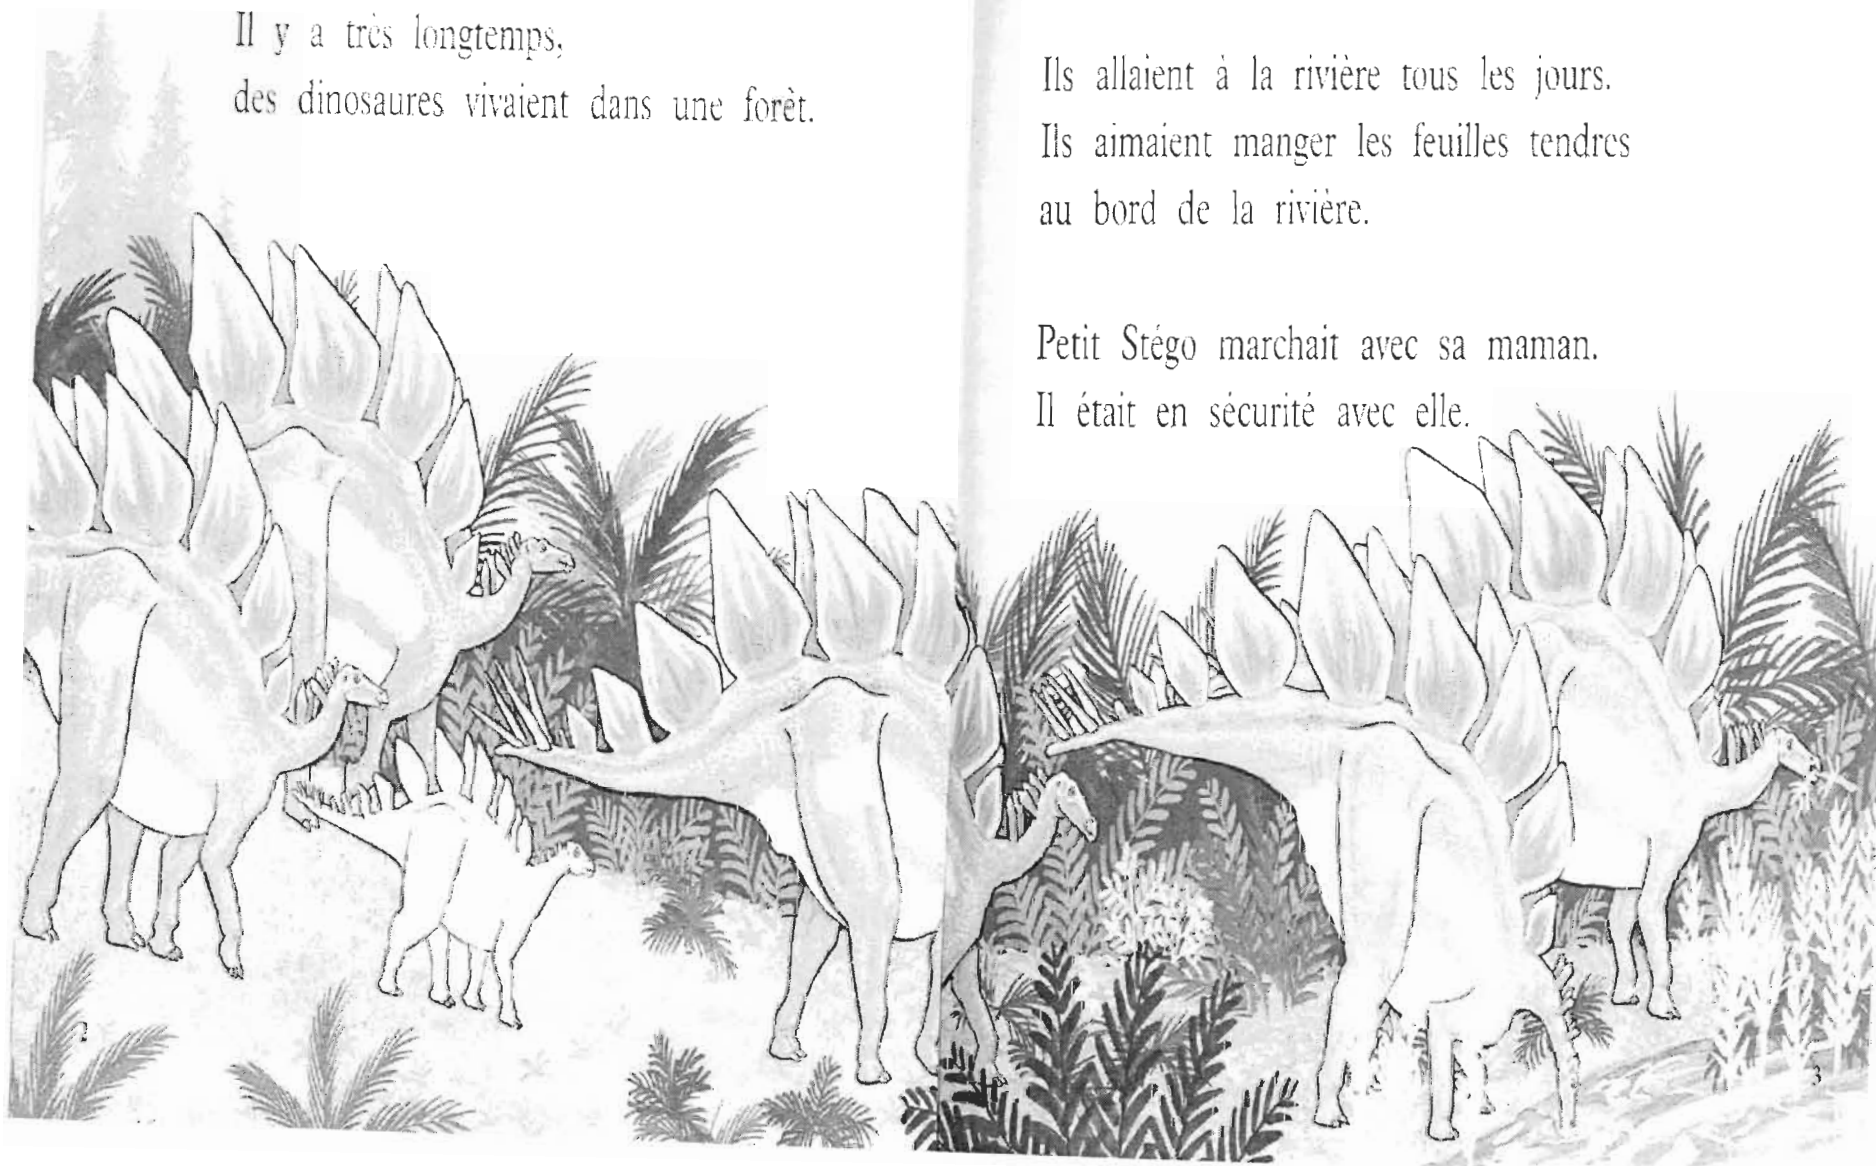 Il y a très longtemps,
des dinosaures vivaient dans une forêt.
Ils allaient à la rivière tous les jours.
Ils aimaient manger les feuilles tendres
au bord de la rivière.
Petit Stégo marchait avec sa maman.
Il était en sécurité avec elle.
2
3